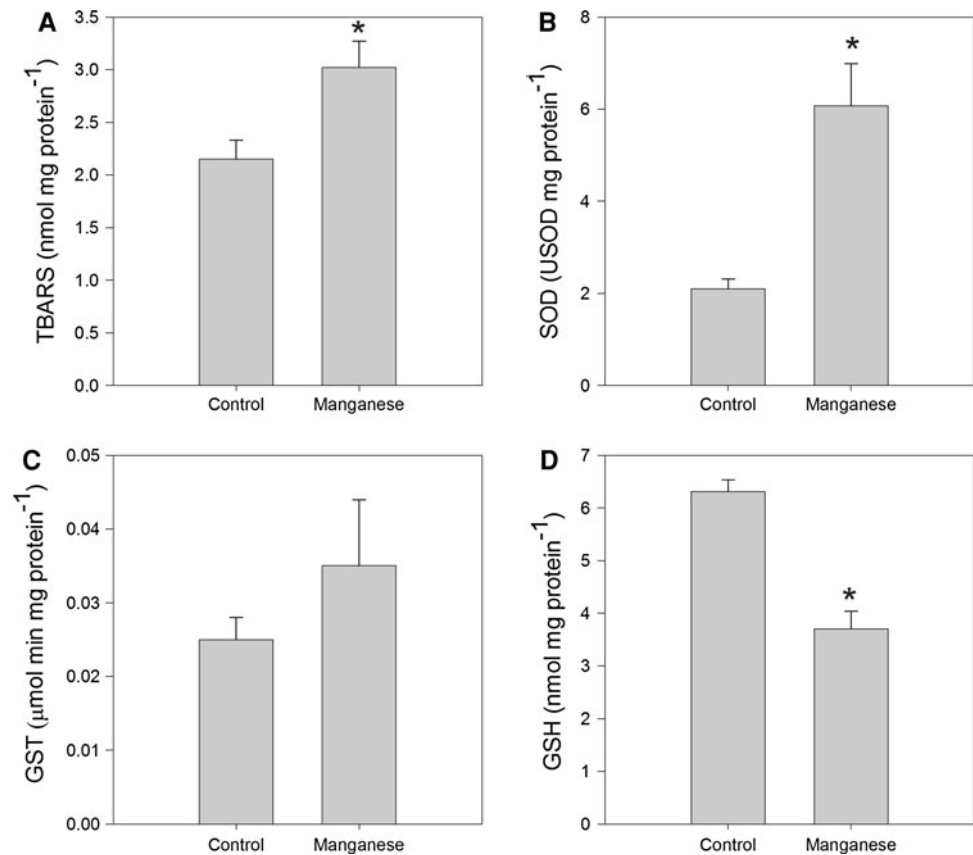 A
TBARS (nmol mg protein⁻¹)
3.5
3.0
2.5
2.0
1.5
1.0
0.5
0.0
*
Control Manganese
B
SOD (USOD mg protein⁻¹)
8
6
4
2
0
*
Control Manganese
C
GST (μmol min mg protein⁻¹)
0.05
0.04
0.03
0.02
0.01
0.00
Control Manganese
D
GSH (nmol mg protein⁻¹)
7
6
5
4
3
2
1
0
*
Control Manganese